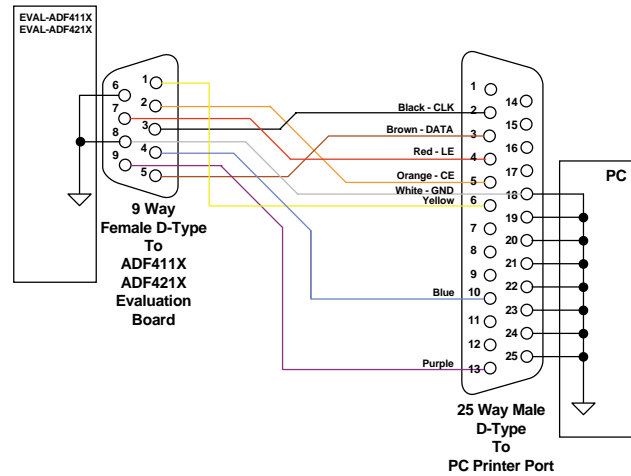 EVAL-ADF411X
EVAL-ADF421X
1
6
2
7
3
8
4
9
5
9 Way
Female D-Type
To
ADF411X
ADF421X
Evaluation
Board
Black - CLK
Brown - DATA
Red - LE
Orange - CE
White - GND
Yellow
Blue
Purple
1
14
2
15
3
16
4
17
5
18
6
19
7
20
8
21
9
22
10
23
11
24
12
25
13
PC
25 Way Male
D-Type
To
PC Printer Port